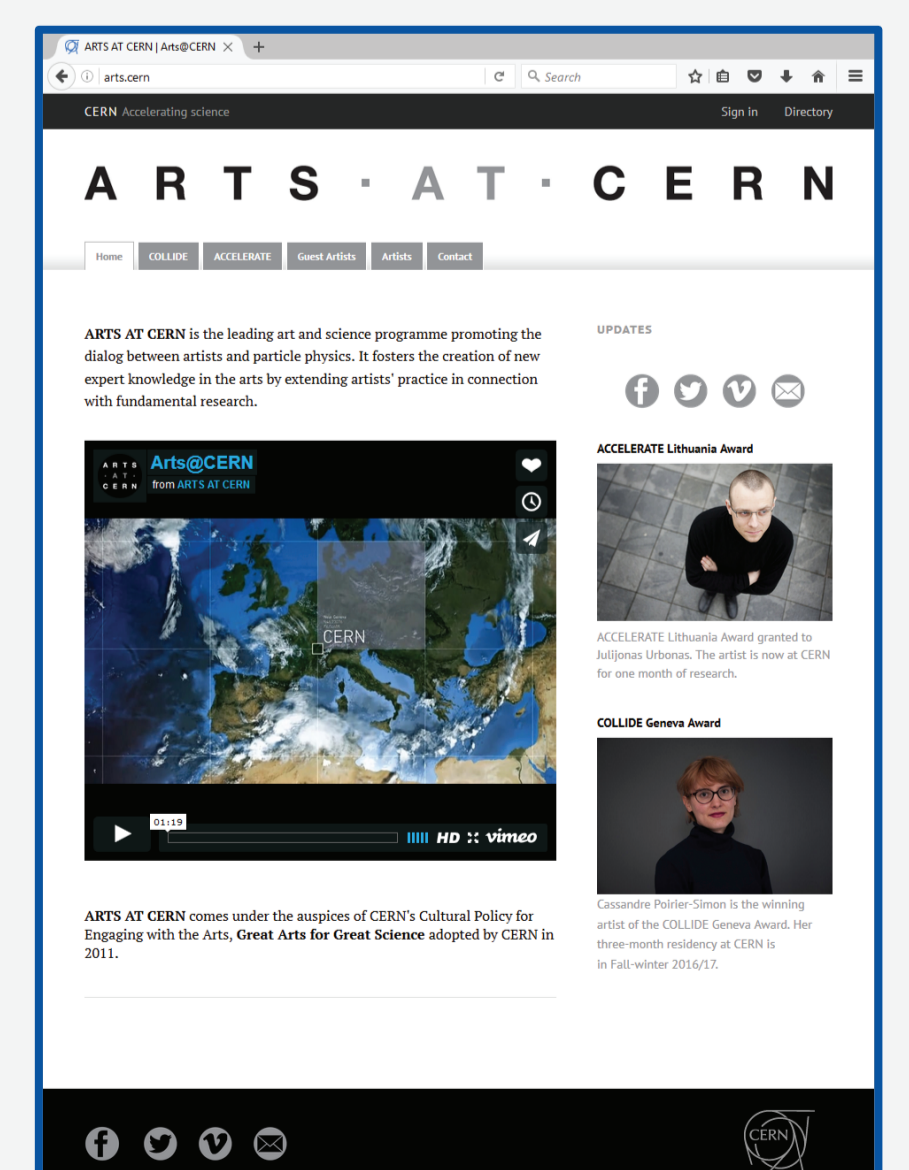 ARTS AT CERN | Arts@CERN
arts.cern
Search
CERN Accelerating science
Sign in
Directory
ARTS · AT · CERN
Home
COLLIDE
ACCELERATE
Guest Artists
Artists
Contact
ARTS AT CERN is the leading art and science programme promoting the
dialog between artists and particle physics. It fosters the creation of new
expert knowledge in the arts by extending artists' practice in connection
with fundamental research.
ARTS
· AT ·
CERN
Arts@CERN
from ARTS AT CERN
CERN
01:19
HD
vimeo
ARTS AT CERN comes under the auspices of CERN's Cultural Policy for
Engaging with the Arts, Great Arts for Great Science adopted by CERN in
2011.
UPDATES
ACCELERATE Lithuania Award
ACCELERATE Lithuania Award granted to
Julijonas Urbonas. The artist is now at CERN
for one month of research.
COLLIDE Geneva Award
Cassandre Poirier-Simon is the winning
artist of the COLLIDE Geneva Award. Her
three-month residency at CERN is
in Fall-winter 2016/17.
CERN